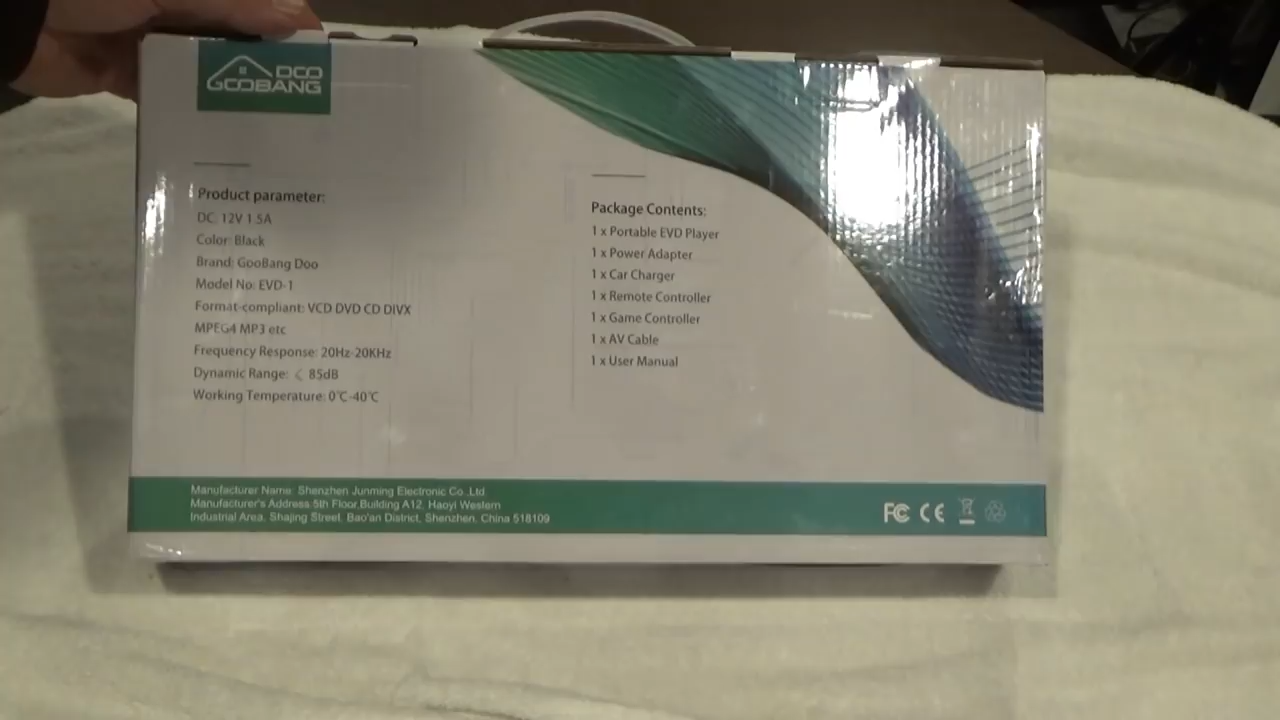 DOO
GOOBANG
Product parameter:
DC: 12V 1.5A
Color: Black
Brand: GooBang Doo
Model No: EVD-1
Format-compliant: VCD DVD CD DIVX
MPEG4 MP3 etc
Frequency Response: 20Hz-20KHz
Dynamic Range: < 85dB
Working Temperature: 0℃-40℃
Package Contents:
1 x Portable EVD Player
1 x Power Adapter
1 x Car Charger
1 x Remote Controller
1 x Game Controller
1 x AV Cable
1 x User Manual
Manufacturer Name: Shenzhen Junming Electronic Co.,Ltd
Manufacturer's Address:5th Floor,Building A12, Haoyi Western
Industrial Area, Shajing Street, Bao'an District, Shenzhen, China 518109
FC CE